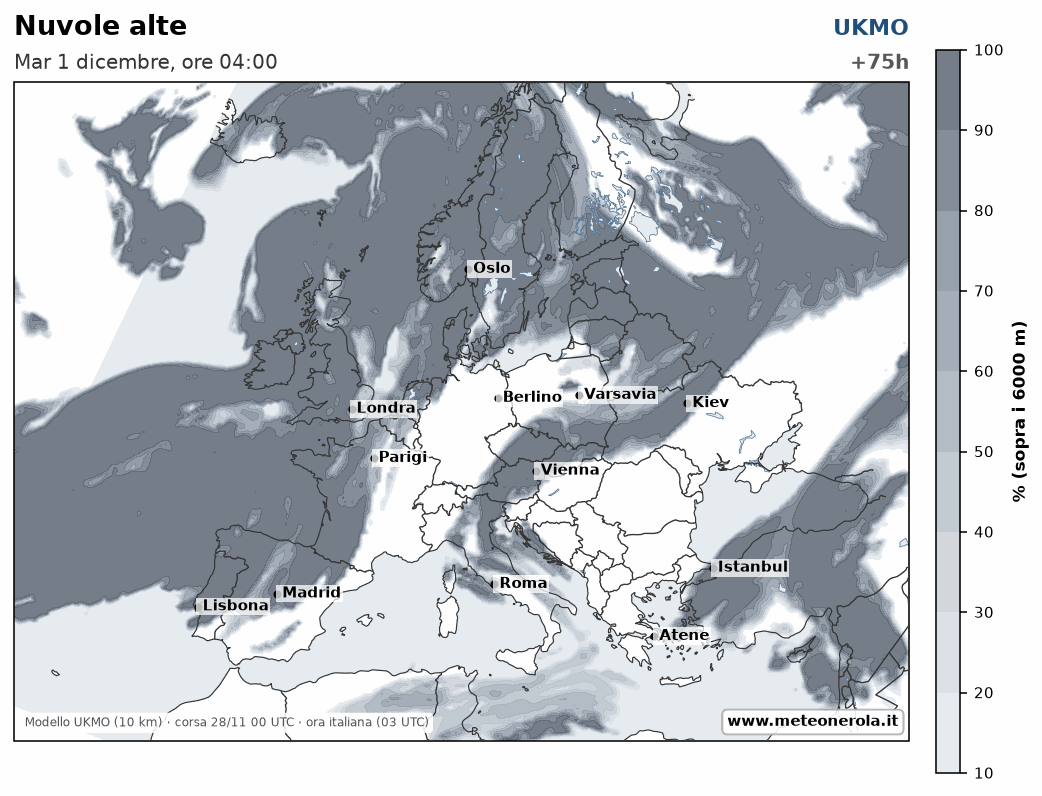 Nuvole alte
UKMO
Mar 1 dicembre, ore 04:00
+75h
100
90
80
70
60
50
40
30
20
10
% (sopra i 6000 m)
Oslo
Berlino
Varsavia
Kiev
Londra
Parigi
Vienna
Istanbul
Roma
Madrid
Lisbona
Atene
Modello UKMO (10 km) · corsa 28/11 00 UTC · ora italiana (03 UTC)
www.meteonerola.it